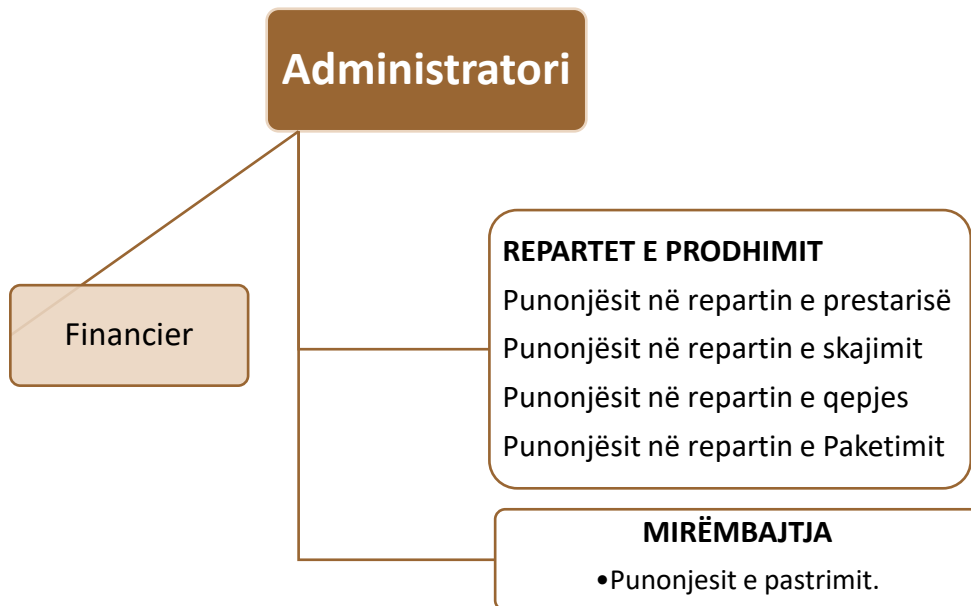 Administratori
Financier
REPARTET E PRODHIMIT
Punonjësit në repartin e prestarisë
Punonjësit në repartin e skajimit
Punonjësit në repartin e qepjes
Punonjësit në repartin e Paketimit
MIRËMBAJTJA
•Punonjesit e pastrimit.